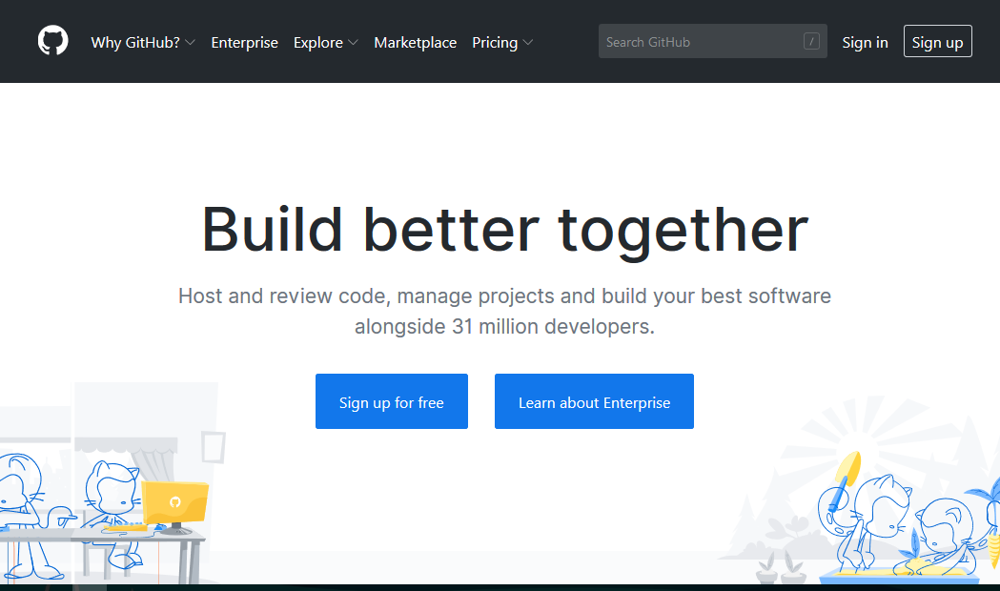 Why GitHub? Enterprise Explore Marketplace Pricing Search GitHub / Sign in Sign up
Build better together
Host and review code, manage projects and build your best software
alongside 31 million developers.
Sign up for free Learn about Enterprise